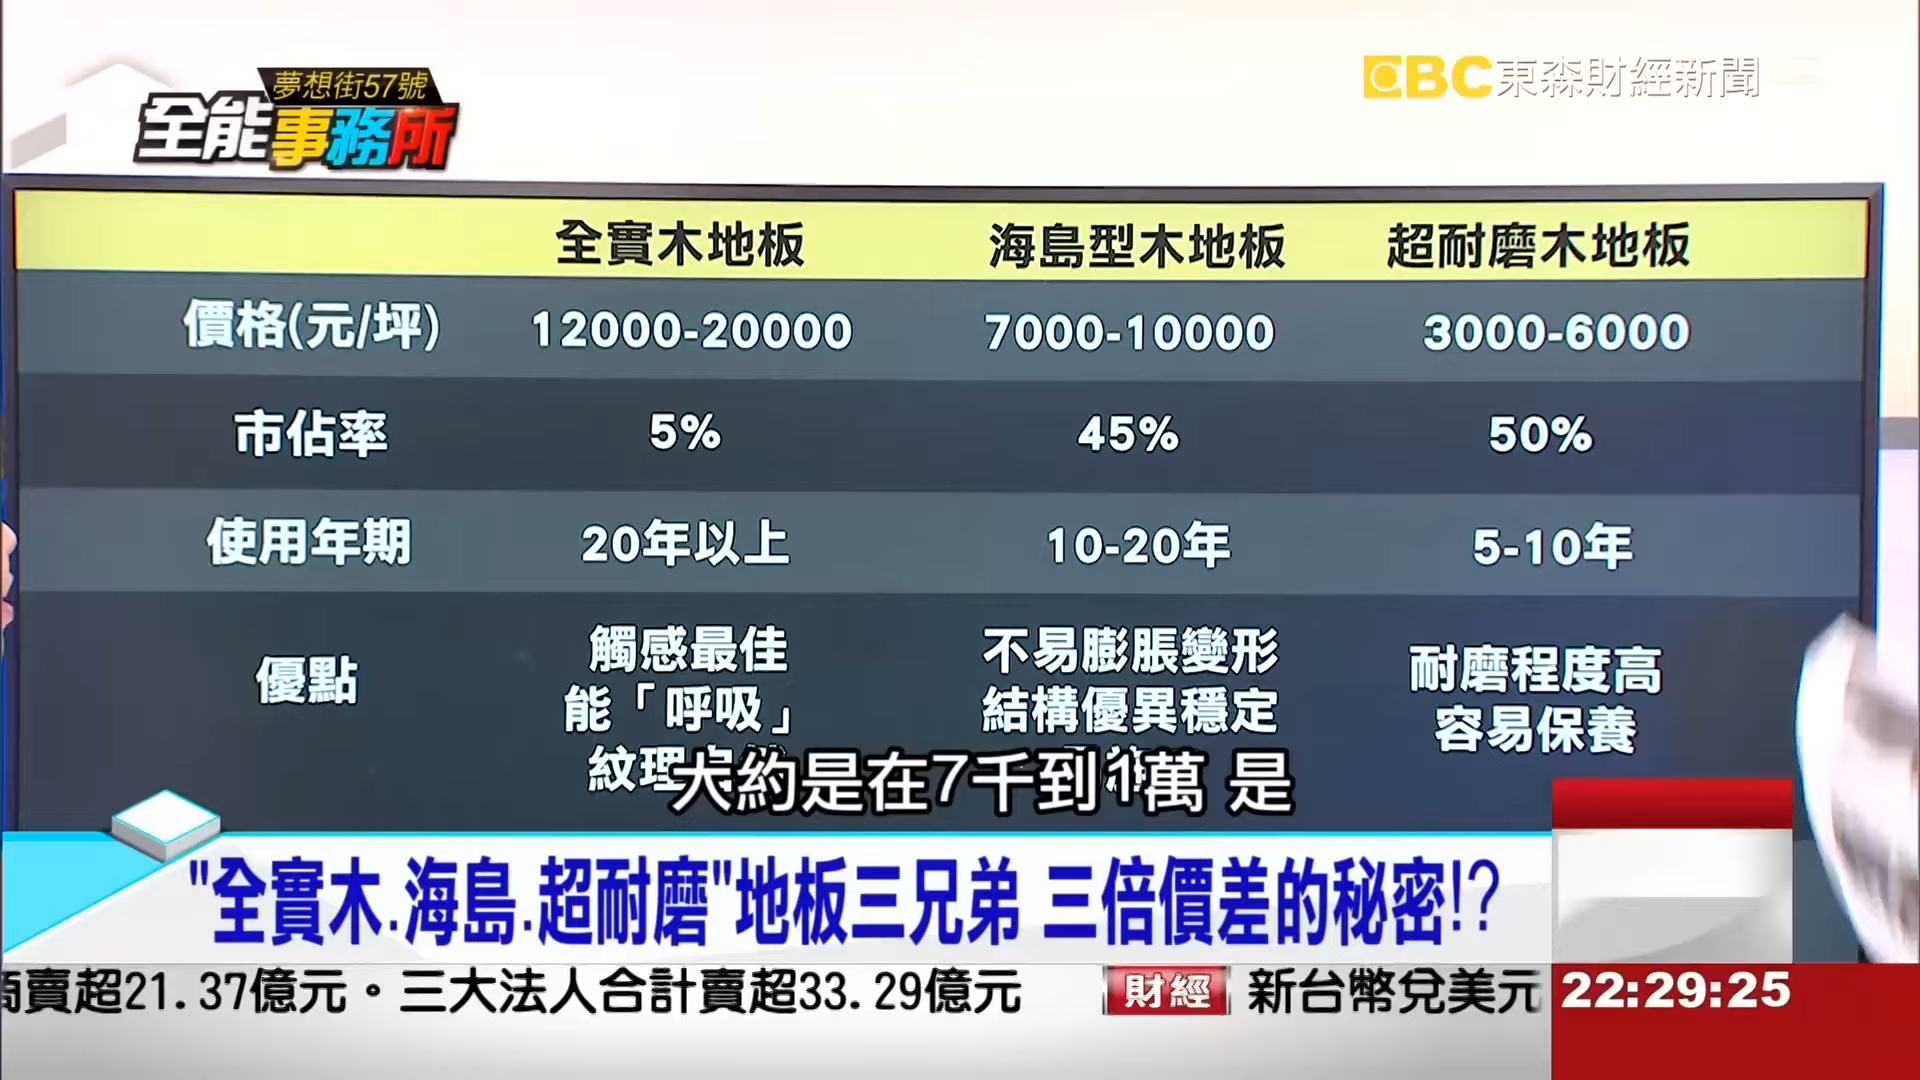 夢想街57號
全能事務所
EBC東森財經新聞
全實木地板 海島型木地板 超耐磨木地板
價格(元/坪) 12000-20000 7000-10000 3000-6000
市佔率 5% 45% 50%
使用年期 20年以上 10-20年 5-10年
優點
觸感最佳
能「呼吸」
紋理
不易膨脹變形
結構優異穩定
耐磨程度高
容易保養
大約是在7千到1萬 是
"全實木.海島.超耐磨"地板三兄弟 三倍價差的秘密!?
賣超21.37億元。三大法人合計賣超33.29億元 財經 新台幣兌美元
22:29:25